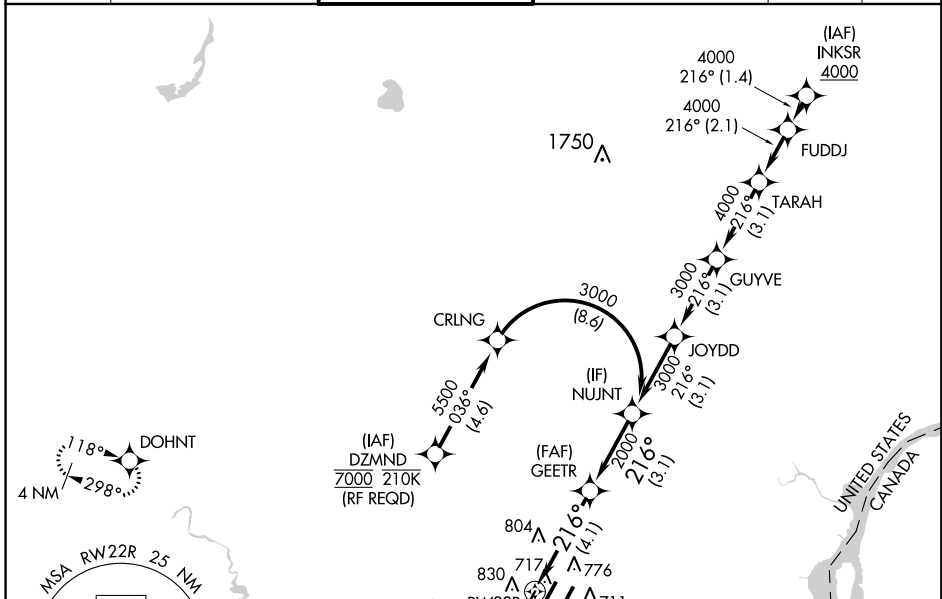 (IAF)
INKSR
4000
4000
216° (1.4)
4000
216° (2.1)
FUDDJ
1750
TARAH
4000
216°
(3.1)
GUYVE
3000
216°
(3.1)
3000
(8.6)
CRLNG
JOYDD
3000
216°
(3.1)
(IF)
NUJNT
5500
036°
(4.6)
2000
216°
(3.1)
(IAF)
DZMND
7000 210K
(RF REQD)
(FAF)
GEETR
DOHNT
118°
298°
4 NM
UNITED STATES
CANADA
216°
(4.1)
804
717
776
830
MSA RW22R 25 NM